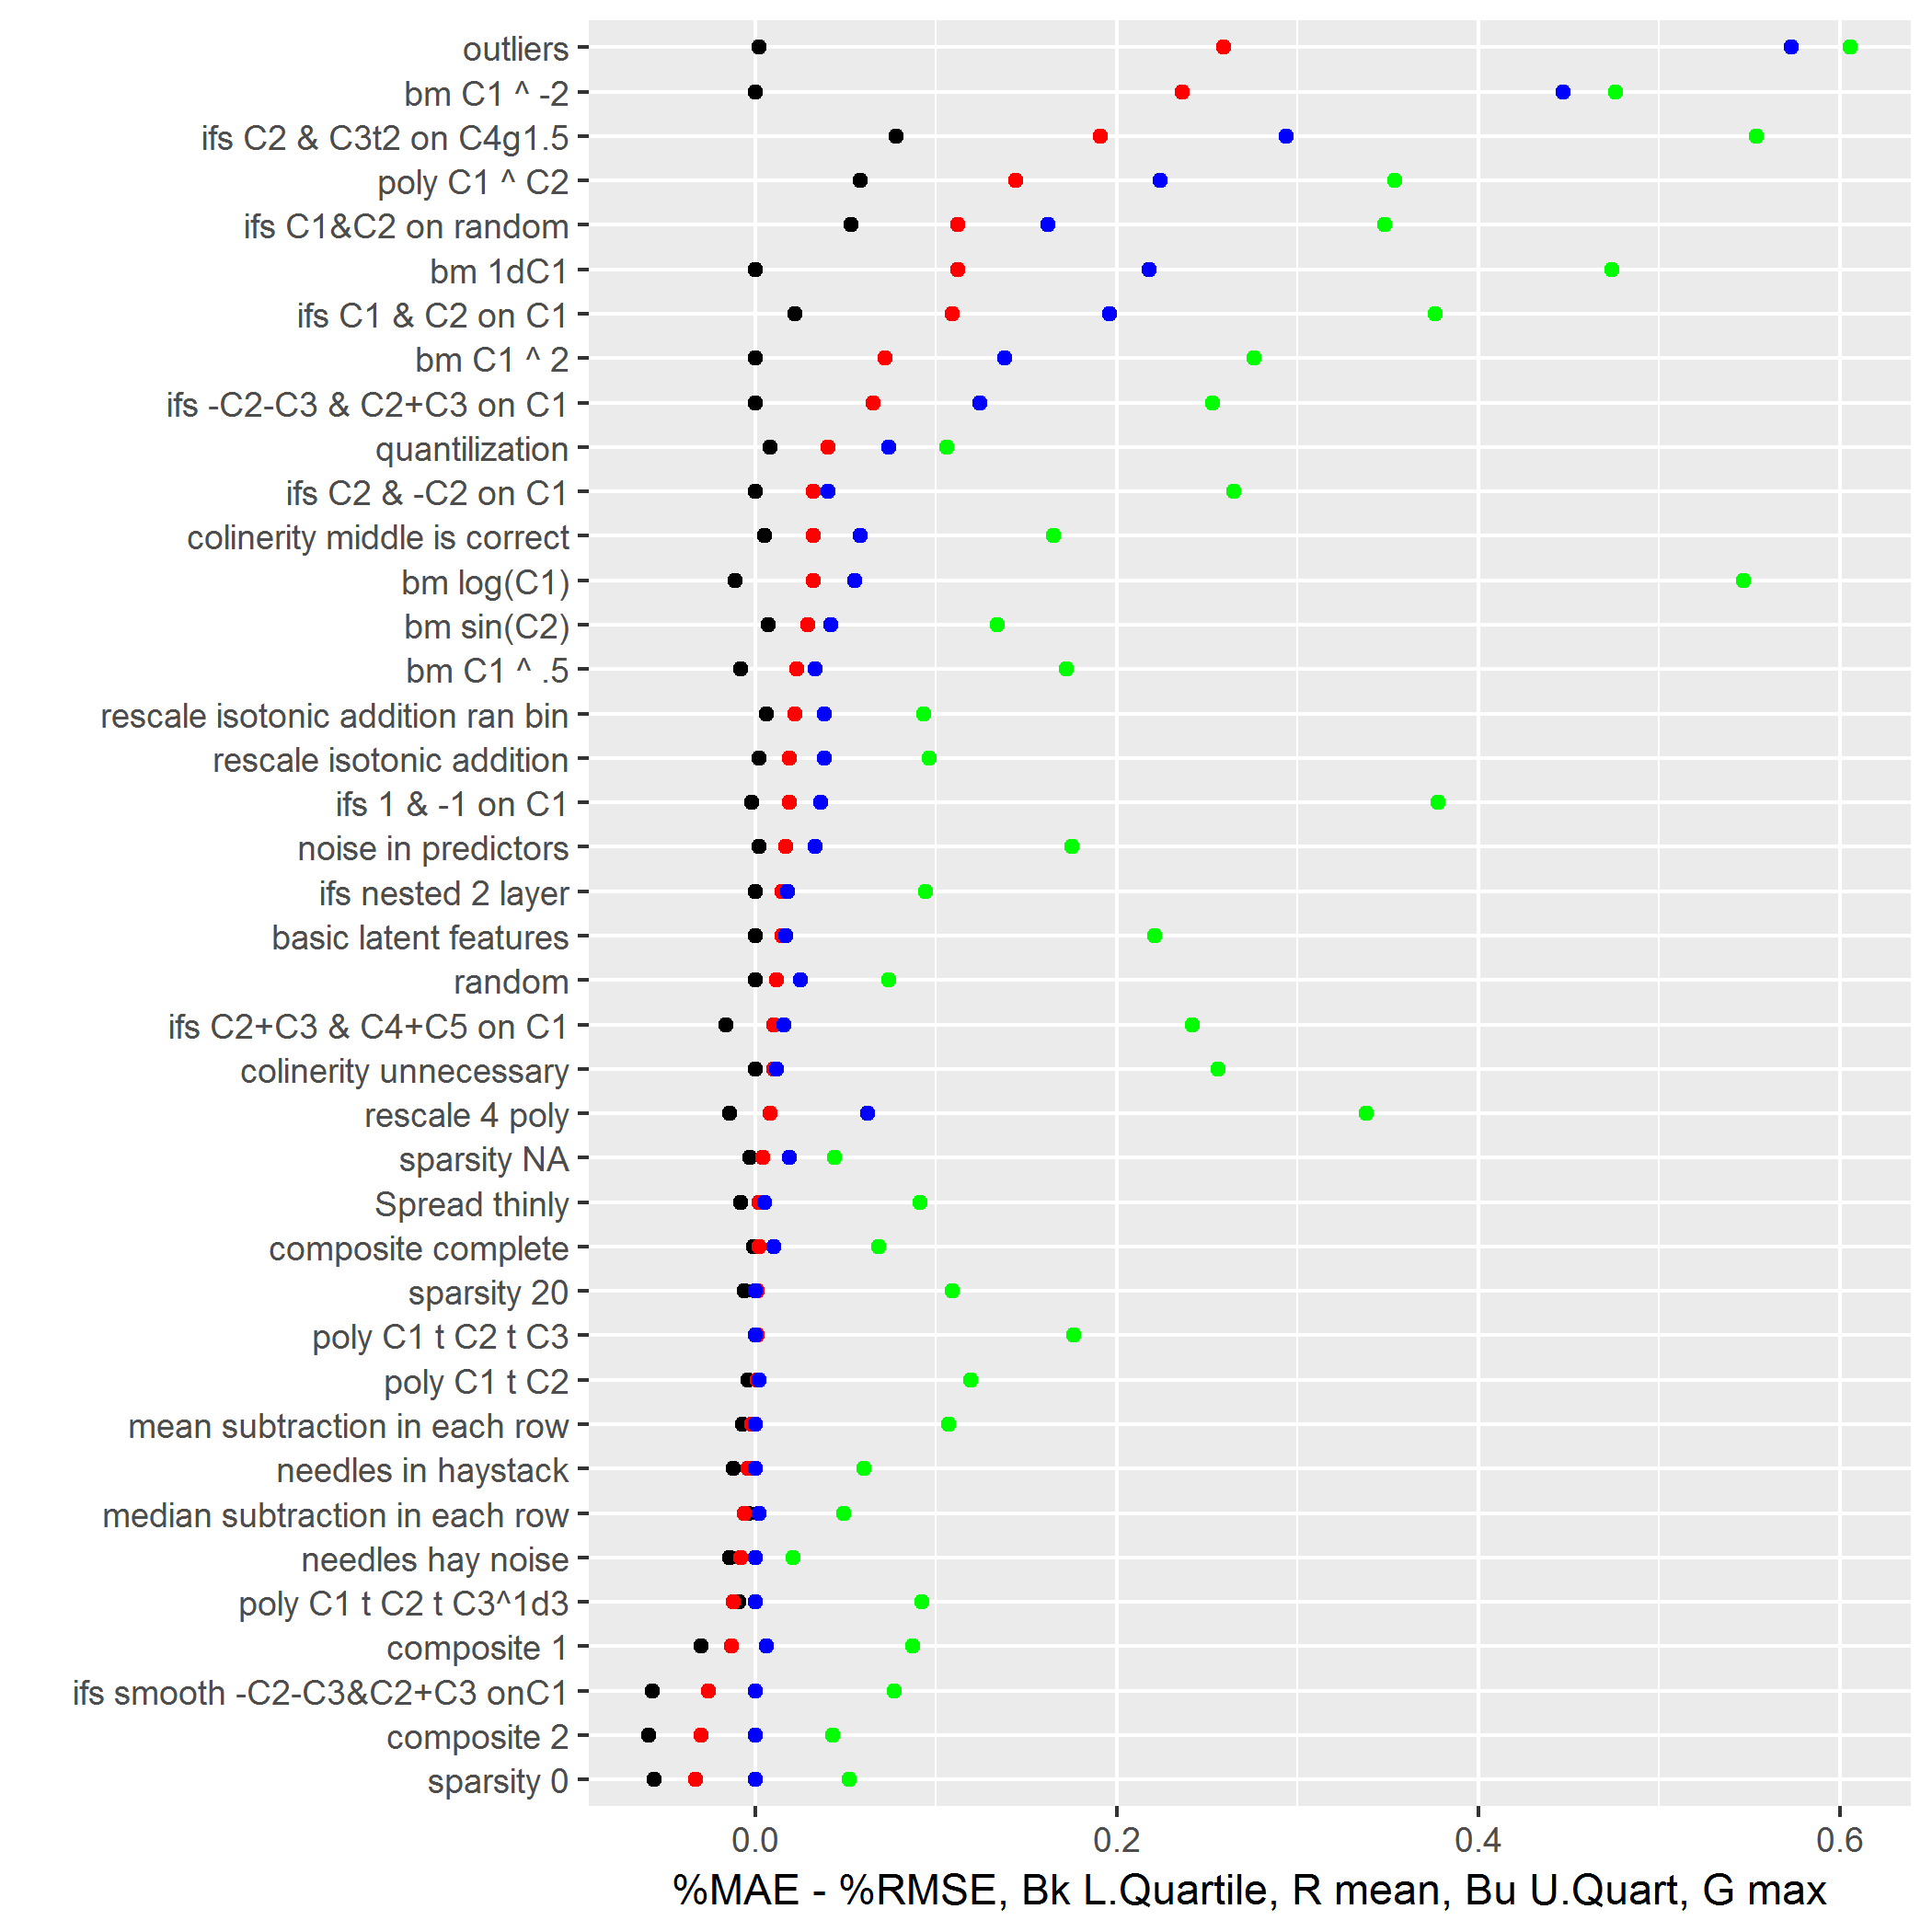 outliers
bm C1 ^ -2
ifs C2 & C3t2 on C4g1.5
poly C1 ^ C2
ifs C1&C2 on random
bm 1dC1
ifs C1 & C2 on C1
bm C1 ^ 2
ifs -C2-C3 & C2+C3 on C1
quantilization
ifs C2 & -C2 on C1
colinerity middle is correct
bm log(C1)
bm sin(C2)
bm C1 ^ .5
rescale isotonic addition ran bin
rescale isotonic addition
ifs 1 & -1 on C1
noise in predictors
ifs nested 2 layer
basic latent features
random
ifs C2+C3 & C4+C5 on C1
colinerity unnecessary
rescale 4 poly
sparsity NA
Spread thinly
composite complete
sparsity 20
poly C1 t C2 t C3
poly C1 t C2
mean subtraction in each row
needles in haystack
median subtraction in each row
needles hay noise
poly C1 t C2 t C3^1d3
composite 1
ifs smooth -C2-C3&C2+C3 onC1
composite 2
sparsity 0
0.0 0.2 0.4 0.6
%MAE - %RMSE, Bk L.Quartile, R mean, Bu U.Quart, G max